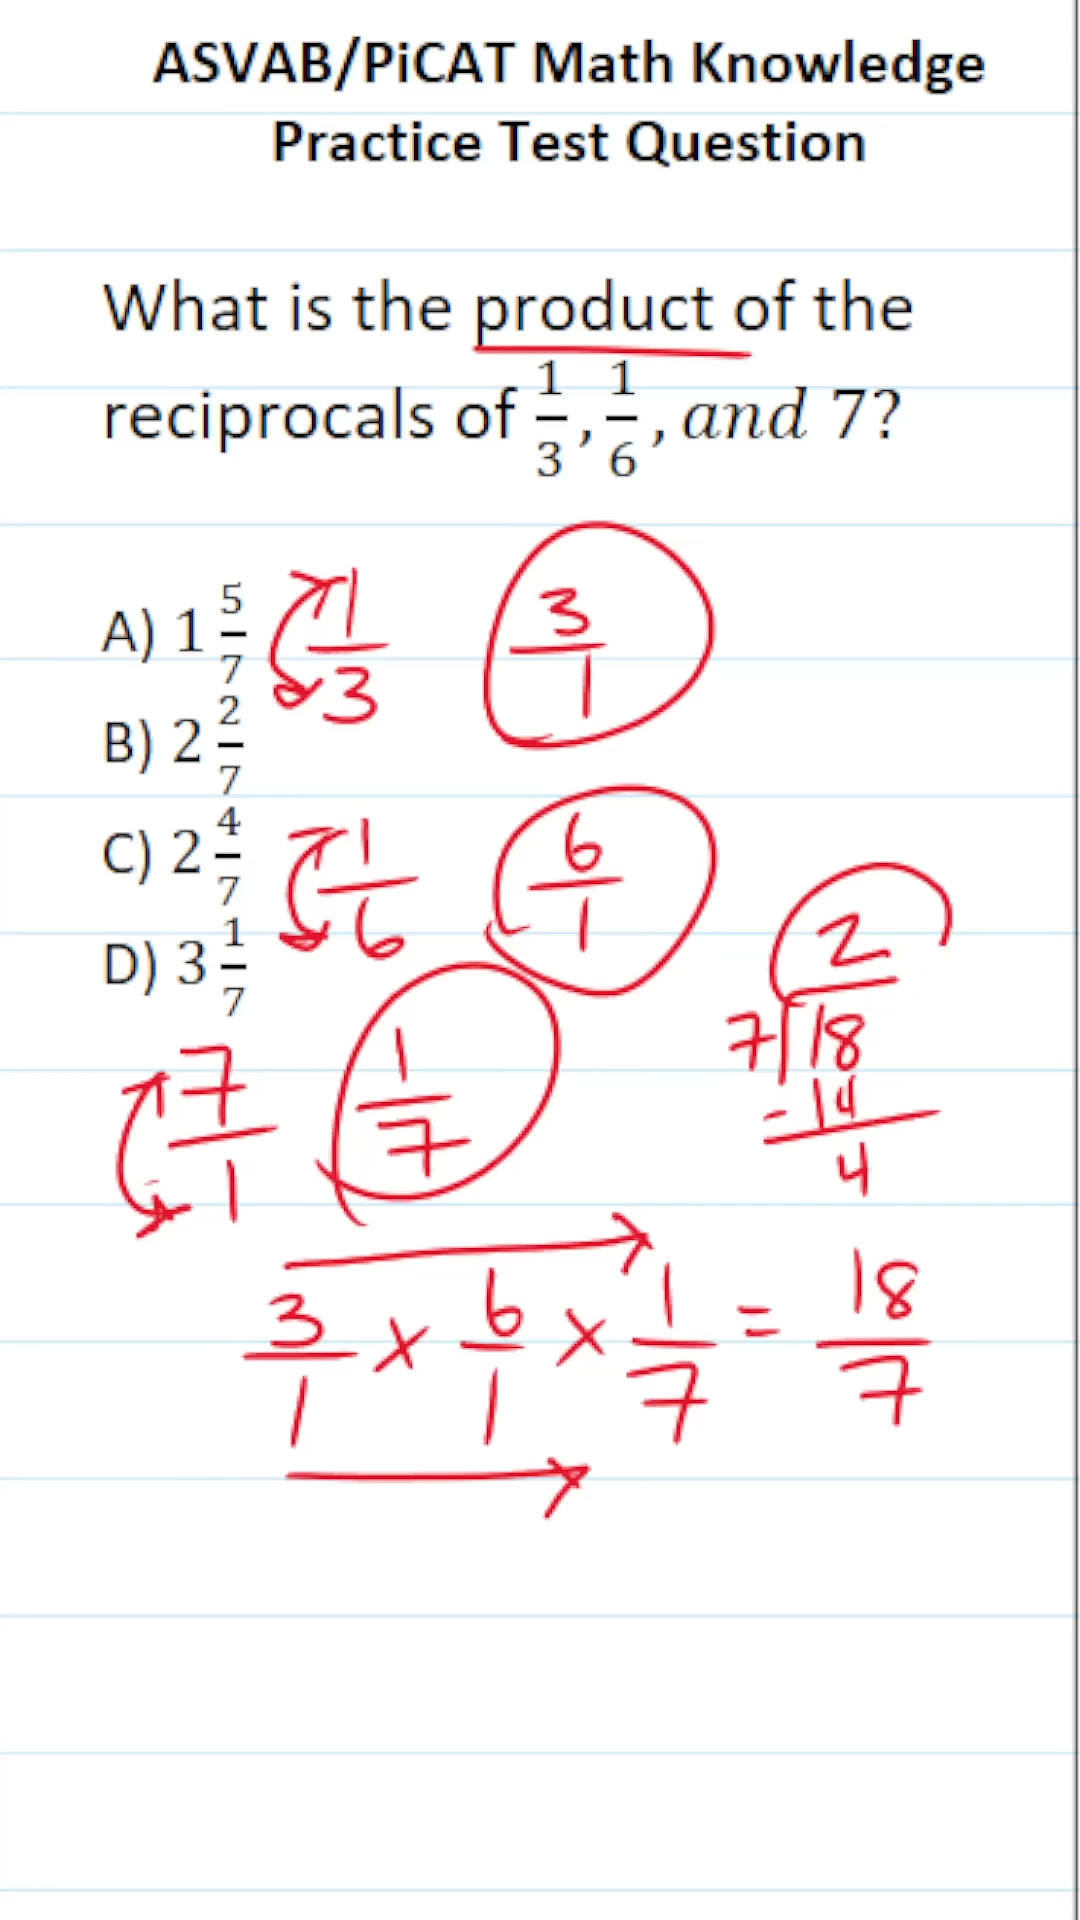 ASVAB/PiCAT Math Knowledge
Practice Test Question
What is the product of the
reciprocals of 1/3, 1/6, and 7?
A) 1 5/7
B) 2 2/7
C) 2 4/7
D) 3 1/7
1/3 3/1
1/6 6/1
7/1 1/7
2
7 18
- 14
4
3/1 × 6/1 × 1/7 = 18/7